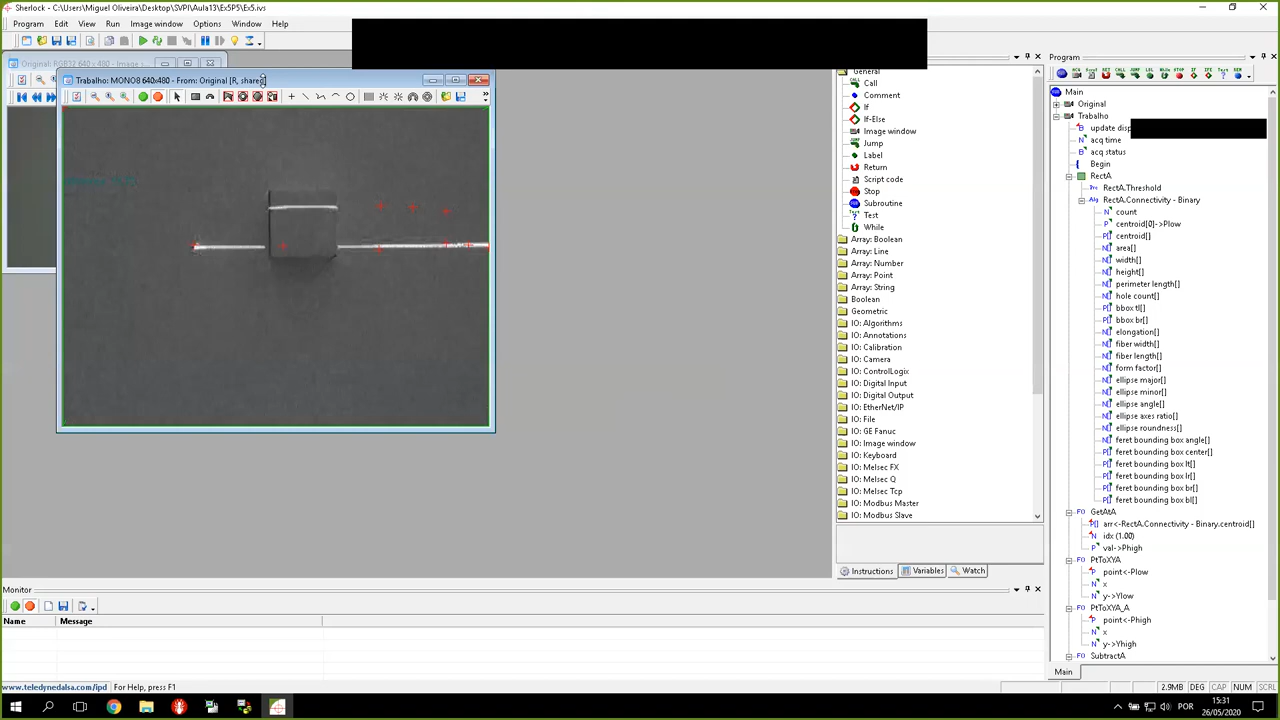 Sherlock - C:\Users\Miguel Oliveira\Desktop\SVPI\Aula13\Ex5P5\Ex5.ivs
Program Edit View Run Image window Options Window Help
Original: RGB32 640 x 480 - Image s
Trabalho: MONO8 640x480 - From: Original [R, shared]
General
Call
Comment
If
If-Else
Image window
Jump
Label
Return
Script code
Stop
Subroutine
Test
While
Array: Boolean
Array: Line
Array: Number
Array: Point
Array: String
Boolean
Geometric
IO: Algorithms
IO: Annotations
IO: Calibration
IO: Camera
IO: ControlLogix
IO: Digital Input
IO: Digital Output
IO: EtherNet/IP
IO: File
IO: GE Fanuc
IO: Image window
IO: Keyboard
IO: Melsec FX
IO: Melsec Q
IO: Melsec Tcp
IO: Modbus Master
IO: Modbus Slave
Instructions Variables Watch
Program
Main
Original
Trabalho
update disp
acq time
acq status
Begin
RectA
RectA.Threshold
RectA.Connectivity - Binary
count
centroid[0]->Plow
centroid[]
area[]
width[]
height[]
perimeter length[]
hole count[]
bbox tl[]
bbox br[]
elongation[]
fiber width[]
fiber length[]
form factor[]
ellipse major[]
ellipse minor[]
ellipse angle[]
ellipse axes ratio[]
ellipse roundness[]
feret bounding box angle[]
feret bounding box center[]
feret bounding box lt[]
feret bounding box lr[]
feret bounding box br[]
feret bounding box bl[]
GetAtA
arr<-RectA.Connectivity - Binary.centroid[]
idx (1.00)
val->Phigh
PtToXYA
point<-Plow
x
y->Ylow
PtToXYA_A
point<-Phigh
x
y->Yhigh
SubtractA
Main
Monitor
Name Message
www.teledynedalsa.com/ipd For Help, press F1
2.9MB DEG CAP NUM SCRL
POR
15:31
26/05/2020